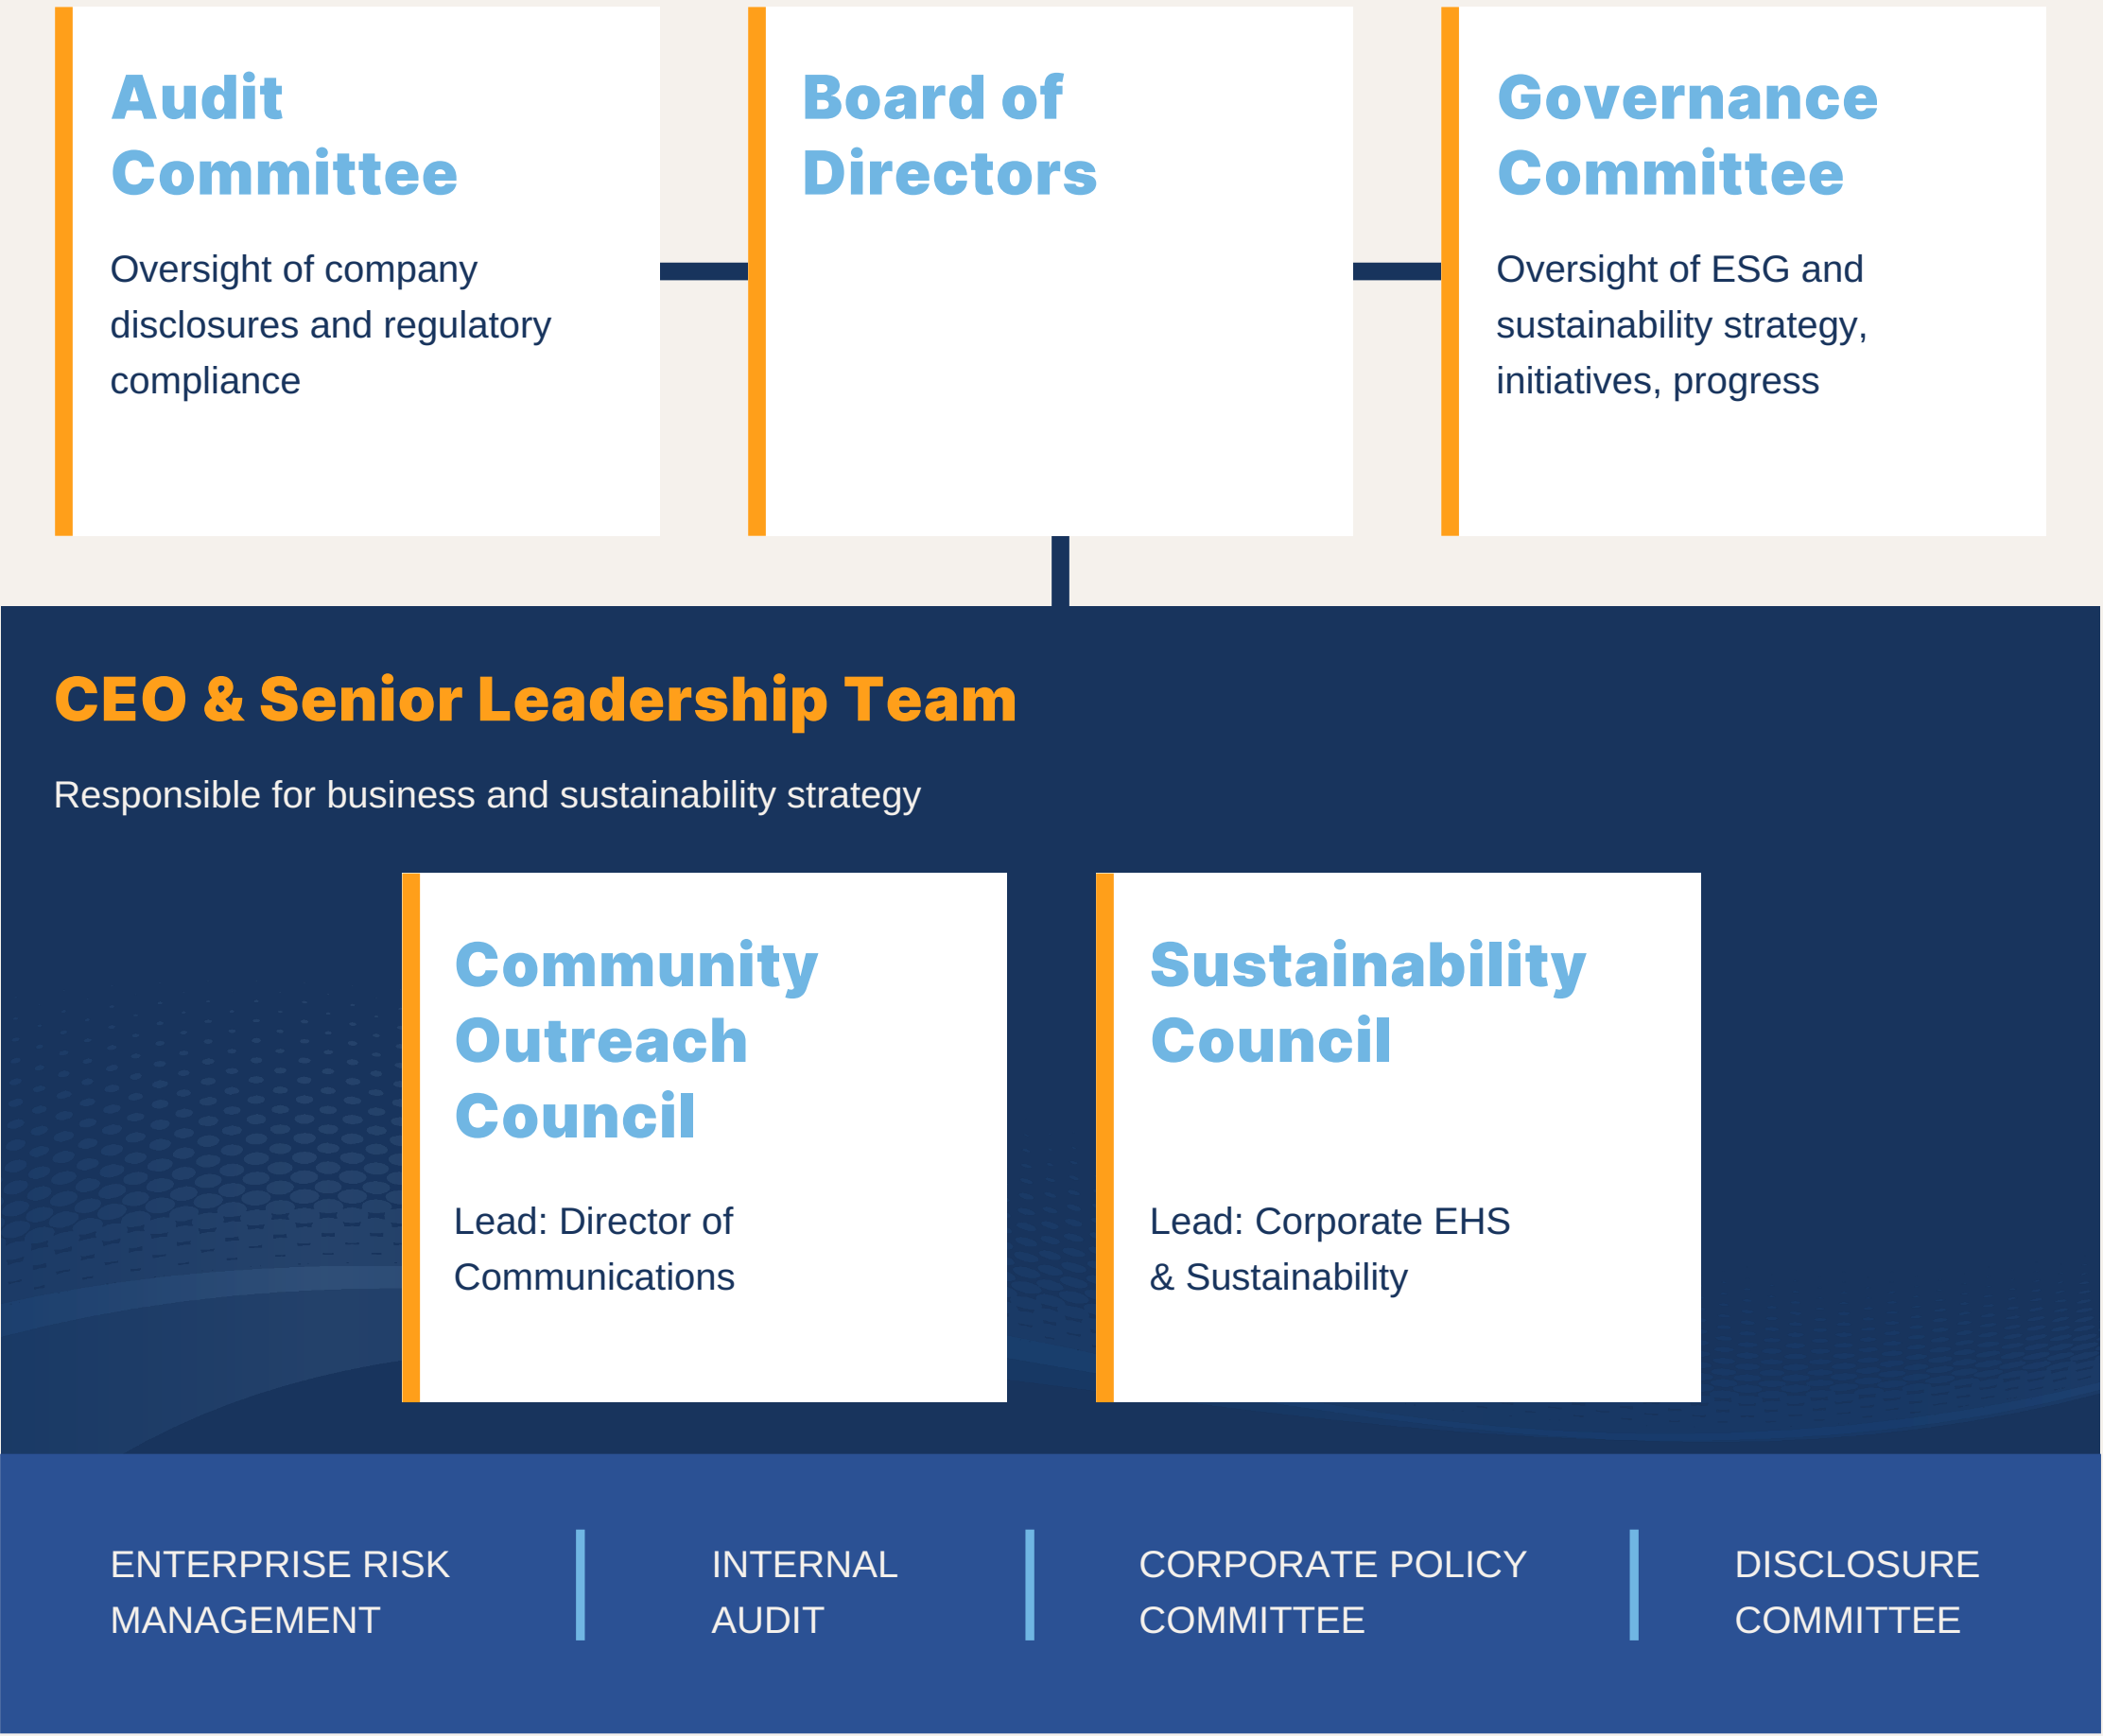 Audit
Committee
Oversight of company
disclosures and regulatory
compliance
Board of
Directors
Governance
Committee
Oversight of ESG and
sustainability strategy,
initiatives, progress
CEO & Senior Leadership Team
Responsible for business and sustainability strategy
Community
Outreach
Council
Lead: Director of
Communications
Sustainability
Council
Lead: Corporate EHS
& Sustainability
ENTERPRISE RISK
MANAGEMENT
INTERNAL
AUDIT
CORPORATE POLICY
COMMITTEE
DISCLOSURE
COMMITTEE